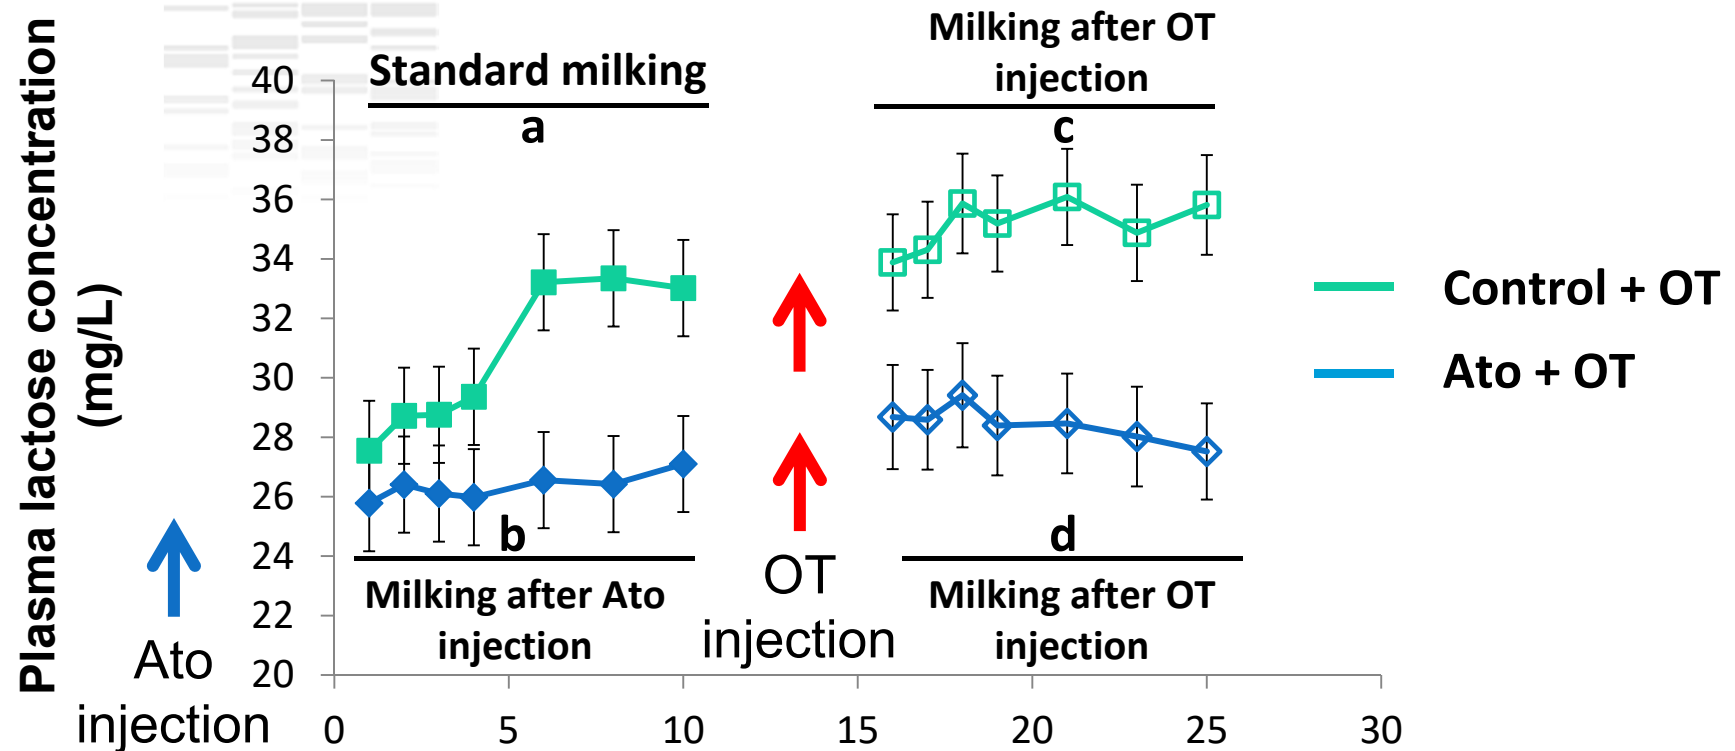 Plasma lactose concentration
(mg/L)
Milking after OT
injection
Standard milking
a
c
40
38
36
34
32
30
28
26
24
22
20
Control + OT
Ato + OT
b
d
Milking after Ato
injection
OT
injection
Milking after OT
injection
Ato
injection
0
5
10
15
20
25
30